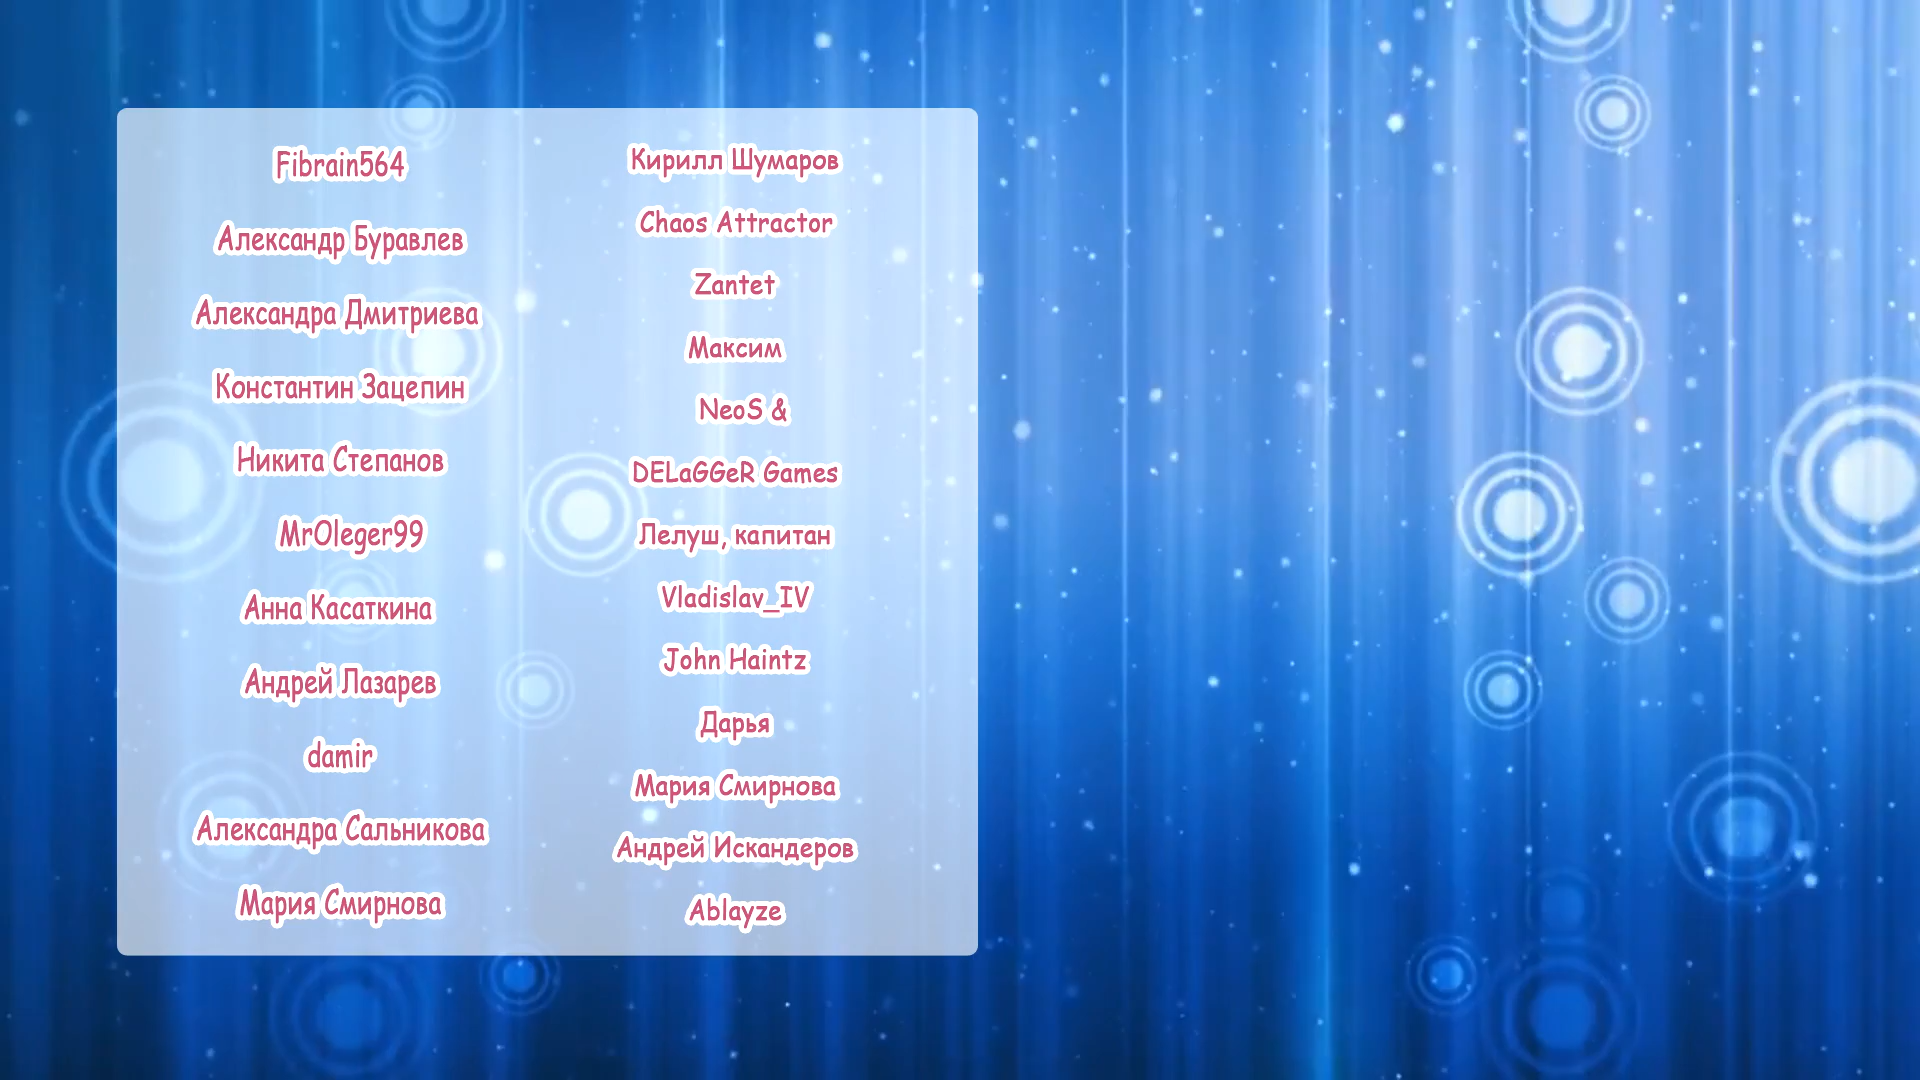 Fibrain564
Александр Буравлев
Александра Дмитриева
Константин Зацепин
Никита Степанов
MrOleger99
Анна Касаткина
Андрей Лазарев
damir
Александра Сальникова
Мария Смирнова
Кирилл Шумаров
Chaos Attractor
Zantet
Максим
NeoS &
DELaGGeR Games
Лелуш, капитан
Vladislav_IV
John Haintz
Дарья
Мария Смирнова
Андрей Искандеров
Ablayze